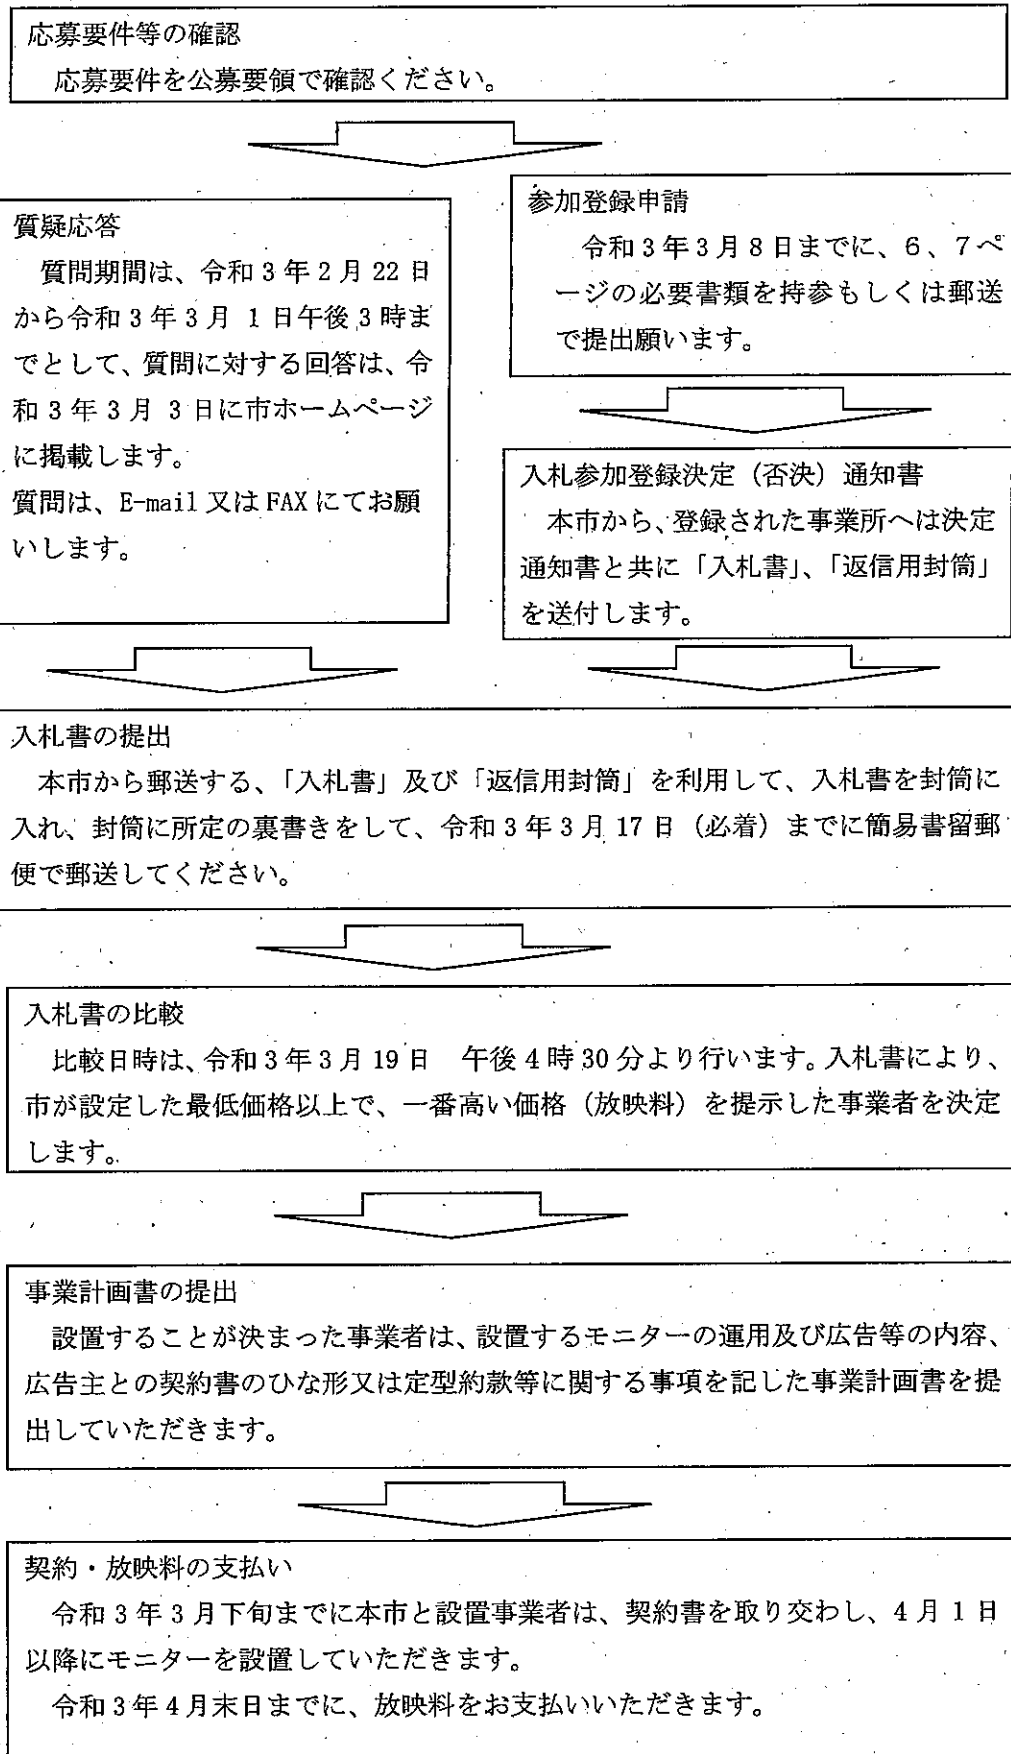 応募要件等の確認
応募要件を公募要領で確認ください。
質疑応答
質問期間は、令和3年2月22日
から令和3年3月 1日午後3時ま
でとして、質問に対する回答は、令
和3年3月 3日に市ホームページ
に掲載します。
質問は、E-mail又はFAXにてお願
いします。
参加登録申請
令和3年3月8日までに、6、7ペ
ージの必要書類を持参もしくは郵送
で提出願います。
入札参加登録決定（否決）通知書
本市から、登録された事業所へは決定
通知書と共に「入札書」、「返信用封筒」
を送付します。
入札書の提出
本市から郵送する、「入札書」及び「返信用封筒」を利用して、入札書を封筒に
入れ、封筒に所定の裏書きをして、令和3年3月17日（必着）までに簡易書留郵
便で郵送してください。
入札書の比較
比較日時は、令和3年3月19日　午後4時30分より行います。入札書により、
市が設定した最低価格以上で、一番高い価格（放映料）を提示した事業者を決定
します。
事業計画書の提出
設置することが決まった事業者は、設置するモニターの運用及び広告等の内容、
広告主との契約書のひな形又は定型約款等に関する事項を記した事業計画書を提
出していただきます。
契約・放映料の支払い
令和3年3月下旬までに本市と設置事業者は、契約書を取り交わし、4月1日
以降にモニターを設置していただきます。
令和3年4月末日までに、放映料をお支払いいただきます。